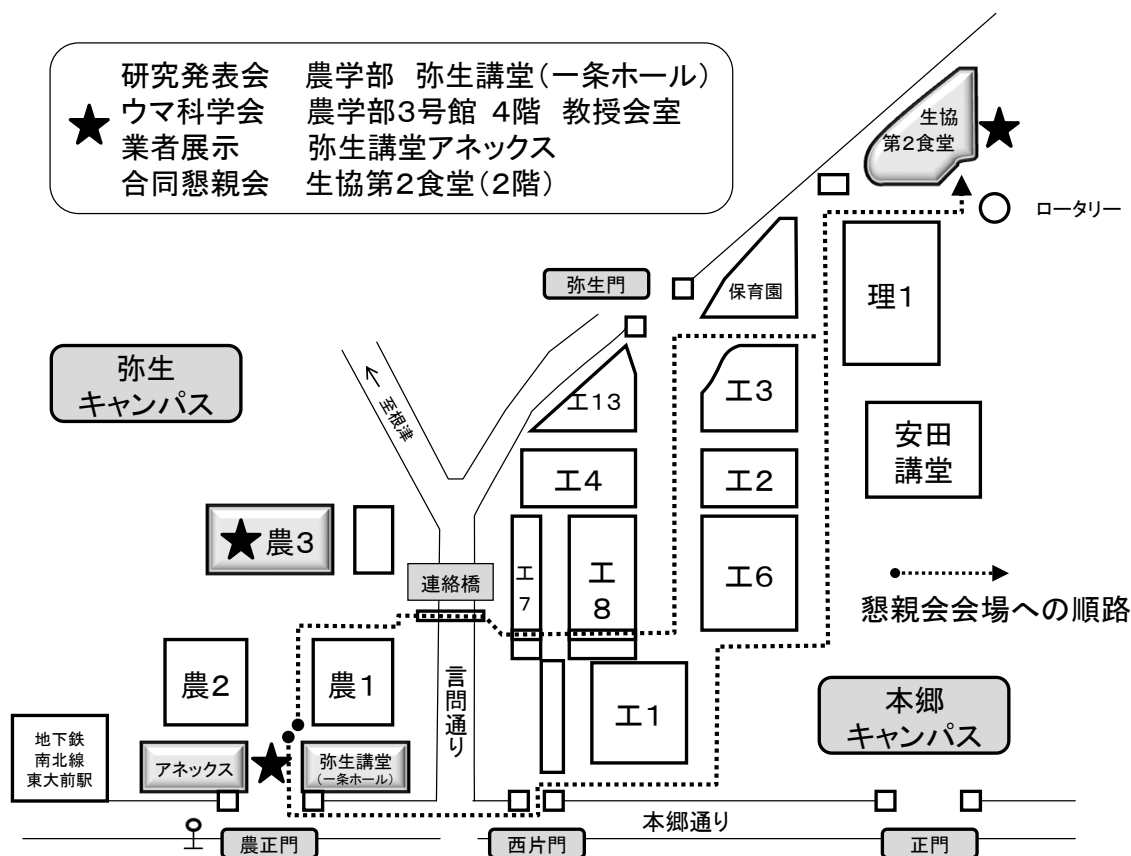 研究発表会 農学部 弥生講堂(一条ホール)
★ ウマ科学会 農学部3号館 4階 教授会室
業者展示 弥生講堂アネックス
合同懇親会 生協第2食堂(2階)
生協
第2食堂
★
ロータリー
弥生門
保育園
理1
弥生
キャンパス
至根津
工13
工3
安田
講堂
工4
工2
★農3
連絡橋
工
7
工
8
工6
懇親会会場への順路
農2
農1
言問通り
工1
本郷
キャンパス
地下鉄
南北線
東大前駅
アネックス
★
弥生講堂
(一条ホール)
本郷通り
農正門
西片門
正門